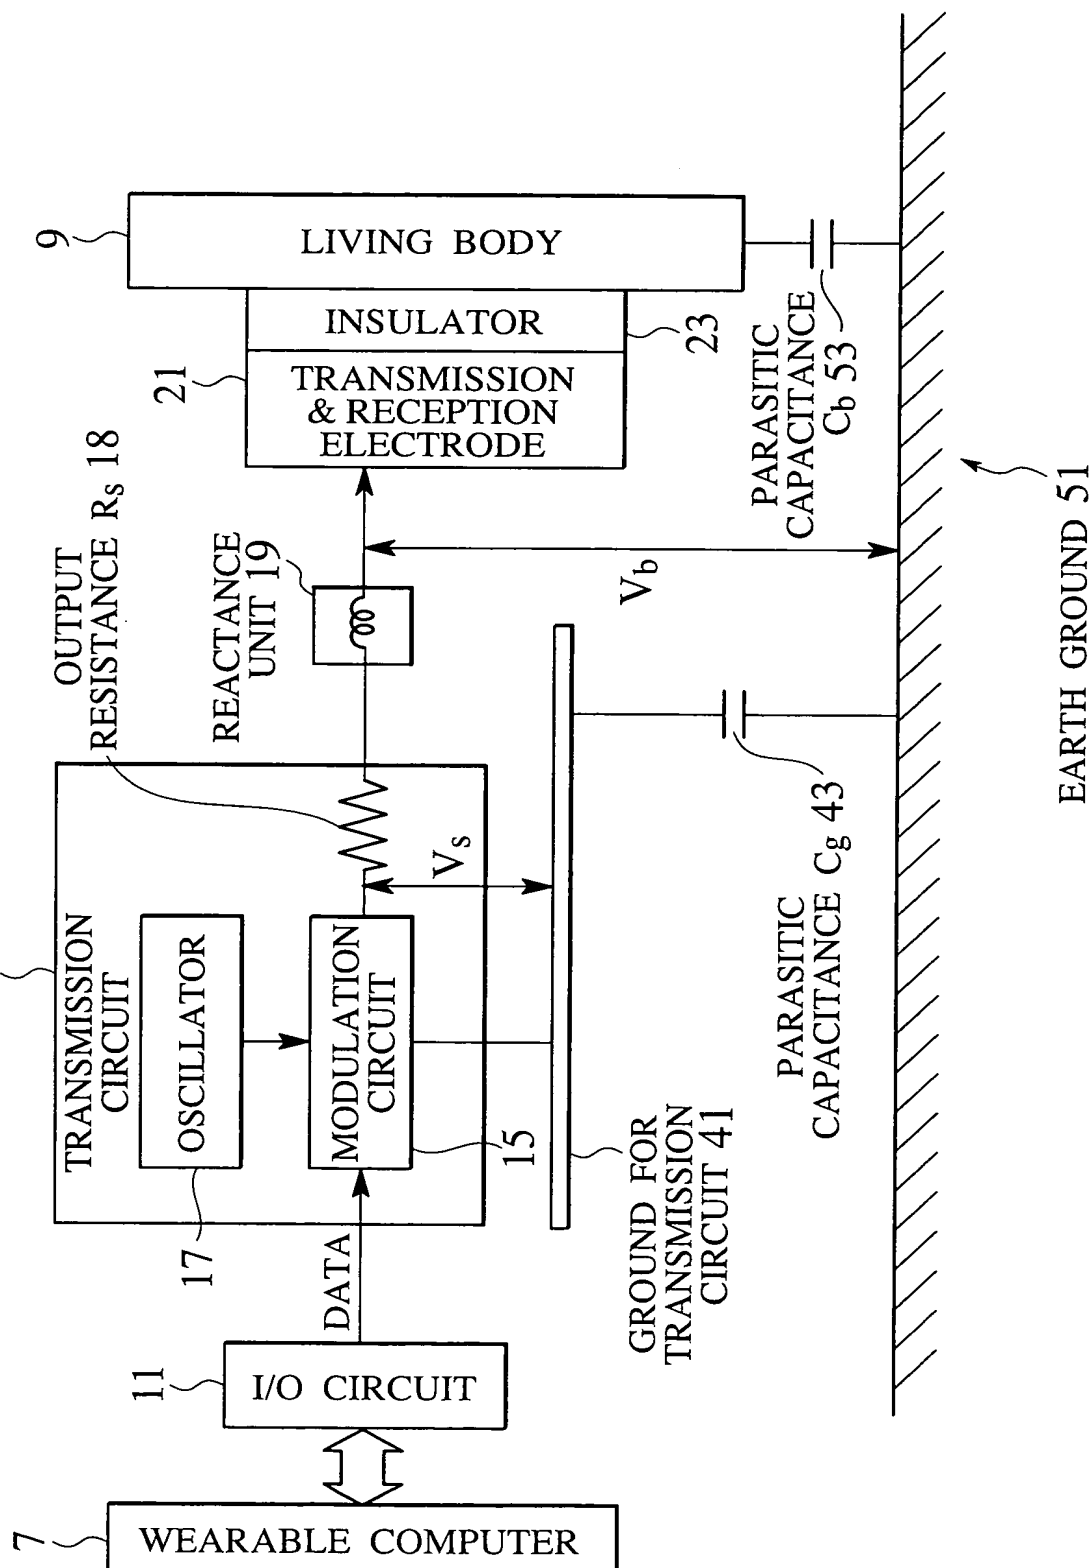 9
LIVING BODY
INSULATOR
23
21
TRANSMISSION
& RECEPTION
ELECTRODE
PARASITIC
CAPACITANCE
Cb 53
OUTPUT
RESISTANCE Rs 18
REACTANCE
UNIT 19
Vb
EARTH GROUND 51
TRANSMISSION
CIRCUIT
OSCILLATOR
17
MODULATION
CIRCUIT
15
Vs
PARASITIC
CAPACITANCE Cg 43
GROUND FOR
TRANSMISSION
CIRCUIT 41
DATA
11
I/O CIRCUIT
7
WEARABLE COMPUTER